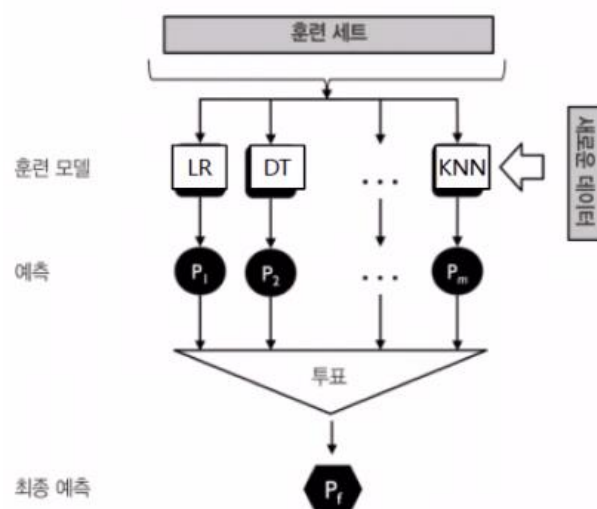 훈련 세트
훈련 모델
LR DT ... KNN
새로운 데이터
예측
P1 P2 ... Pm
투표
최종 예측
Pf